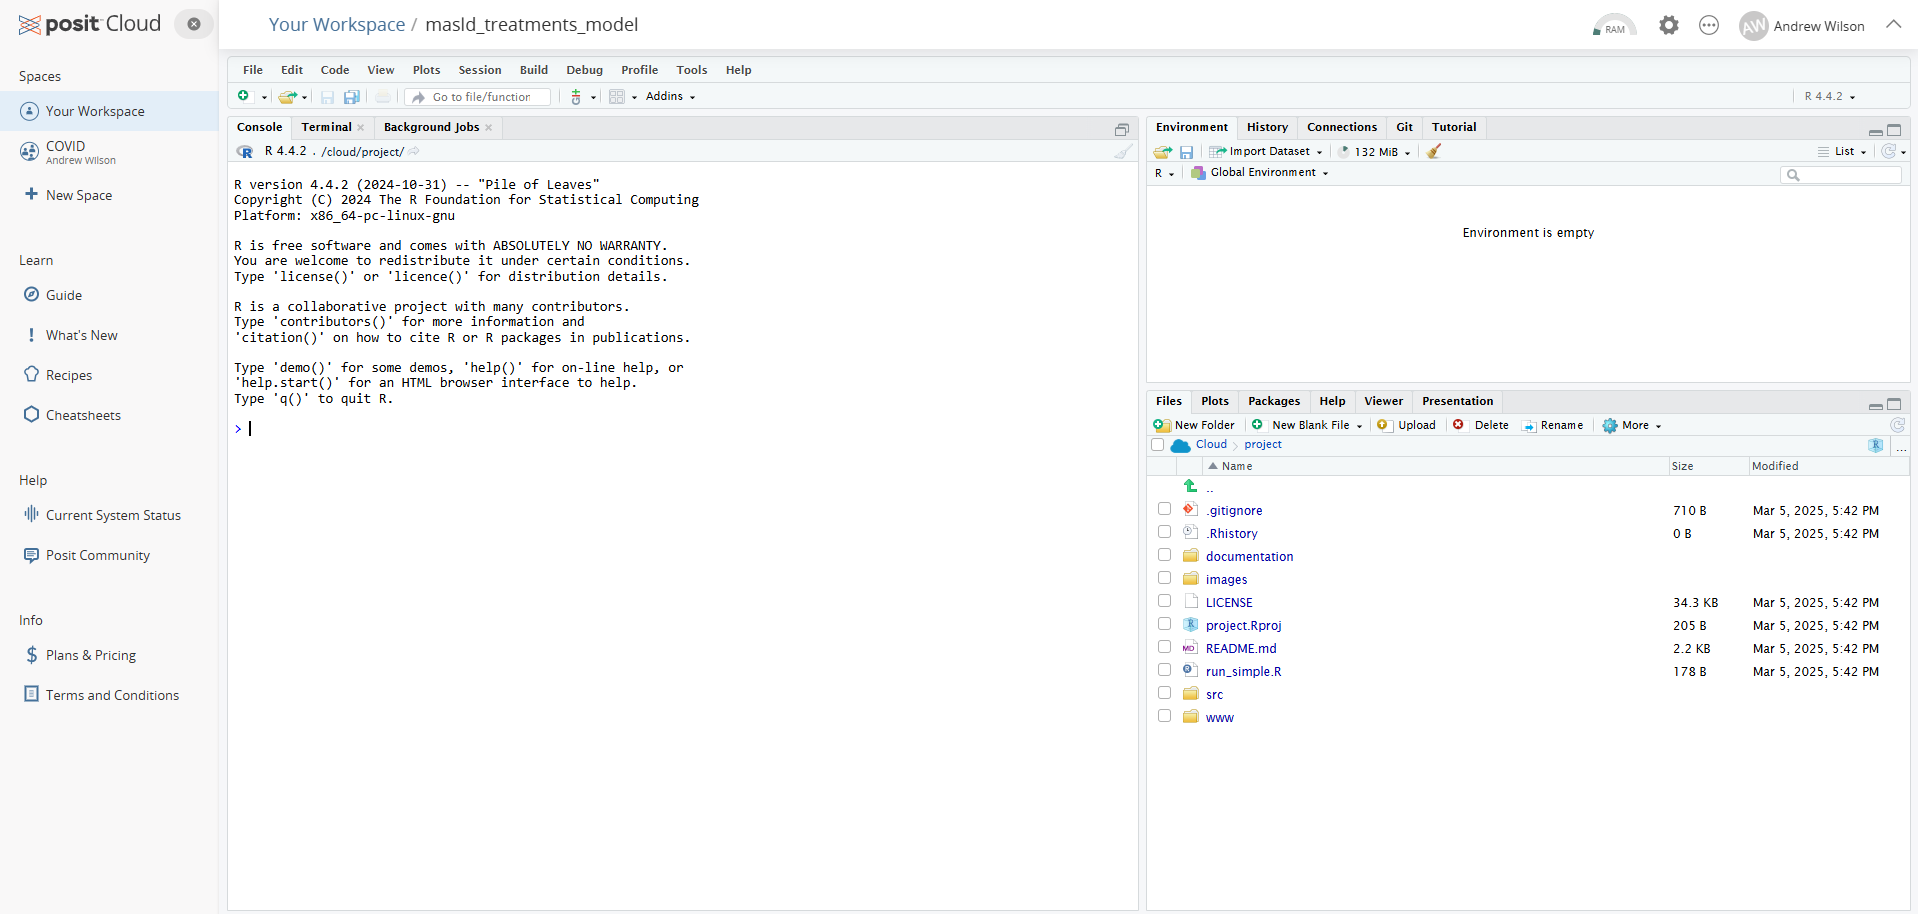 posit Cloud
Your Workspace / masld_treatments_model
RAM
AW
Andrew Wilson
Spaces
Your Workspace
COVID
Andrew Wilson
New Space
Learn
Guide
What's New
Recipes
Cheatsheets
Help
Current System Status
Posit Community
Info
Plans & Pricing
Terms and Conditions
File Edit Code View Plots Session Build Debug Profile Tools Help
Go to file/function
Addins
R 4.4.2
Console Terminal Background Jobs
R 4.4.2 . /cloud/project/
R version 4.4.2 (2024-10-31) -- "Pile of Leaves"
Copyright (C) 2024 The R Foundation for Statistical Computing
Platform: x86_64-pc-linux-gnu
R is free software and comes with ABSOLUTELY NO WARRANTY.
You are welcome to redistribute it under certain conditions.
Type 'license()' or 'licence()' for distribution details.
R is a collaborative project with many contributors.
Type 'contributors()' for more information and
'citation()' on how to cite R or R packages in publications.
Type 'demo()' for some demos, 'help()' for on-line help, or
'help.start()' for an HTML browser interface to help.
Type 'q()' to quit R.
>
Environment History Connections Git Tutorial
Import Dataset 132 MiB List
R Global Environment
Environment is empty
Files Plots Packages Help Viewer Presentation
New Folder New Blank File Upload Delete Rename More
Cloud project ...
Name Size Modified
..
.gitignore 710 B Mar 5, 2025, 5:42 PM
.Rhistory 0 B Mar 5, 2025, 5:42 PM
documentation
images
LICENSE 34.3 KB Mar 5, 2025, 5:42 PM
project.Rproj 205 B Mar 5, 2025, 5:42 PM
README.md 2.2 KB Mar 5, 2025, 5:42 PM
run_simple.R 178 B Mar 5, 2025, 5:42 PM
src
www